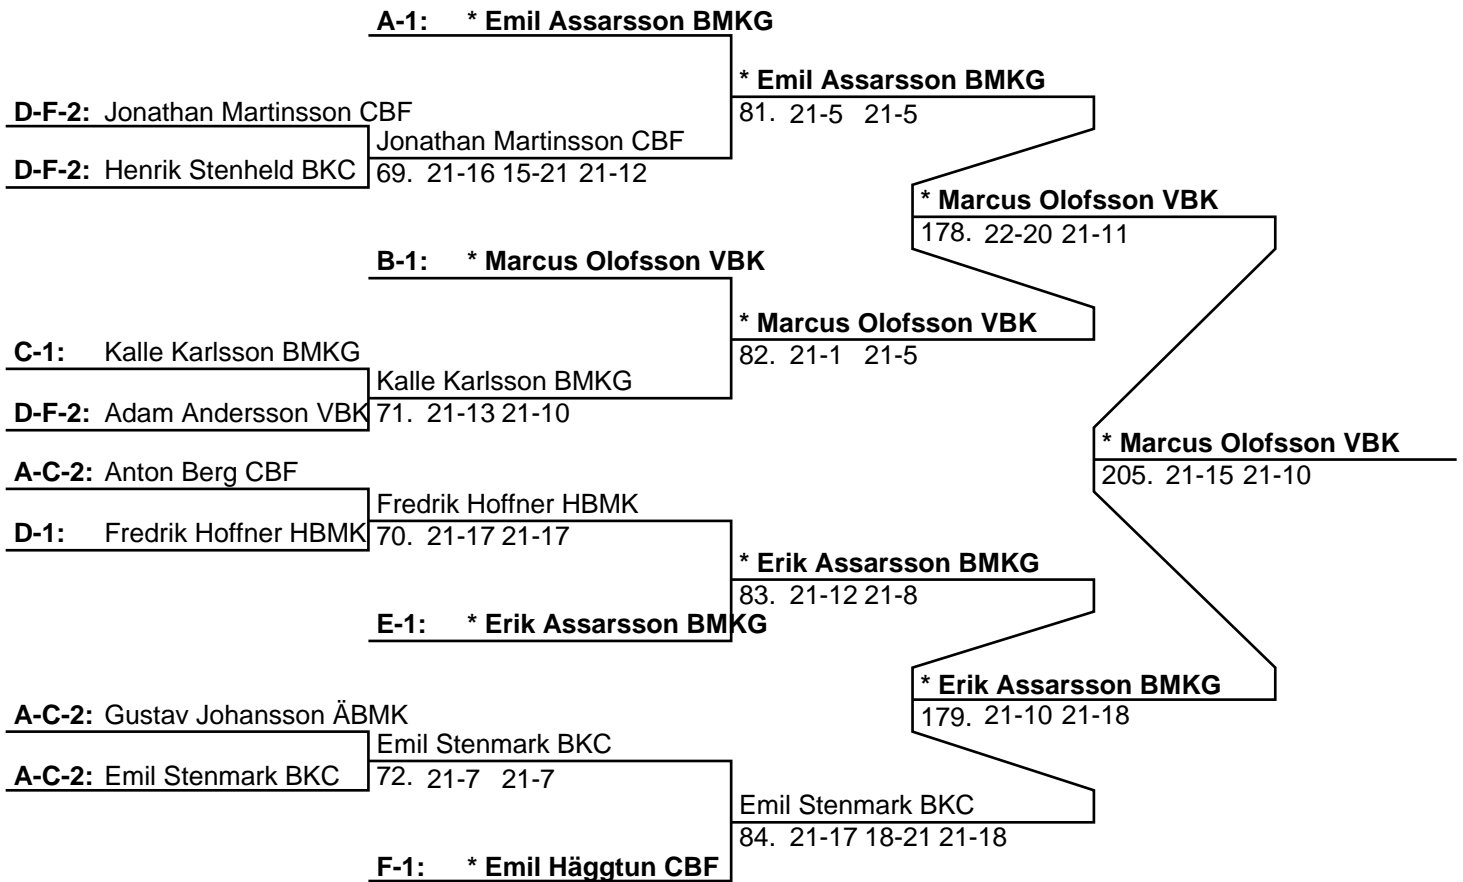 A-1: * Emil Assarsson BMKG
* Emil Assarsson BMKG
D-F-2: Jonathan Martinsson CBF
81. 21-5 21-5
Jonathan Martinsson CBF
D-F-2: Henrik Stenheld BKC
69. 21-16 15-21 21-12
* Marcus Olofsson VBK
178. 22-20 21-11
B-1: * Marcus Olofsson VBK
* Marcus Olofsson VBK
C-1: Kalle Karlsson BMKG
82. 21-1 21-5
Kalle Karlsson BMKG
D-F-2: Adam Andersson VBK
71. 21-13 21-10
* Marcus Olofsson VBK
A-C-2: Anton Berg CBF
205. 21-15 21-10
Fredrik Hoffner HBMK
D-1: Fredrik Hoffner HBMK
70. 21-17 21-17
* Erik Assarsson BMKG
83. 21-12 21-8
E-1: * Erik Assarsson BMKG
* Erik Assarsson BMKG
A-C-2: Gustav Johansson ÄBMK
179. 21-10 21-18
Emil Stenmark BKC
A-C-2: Emil Stenmark BKC
72. 21-7 21-7
Emil Stenmark BKC
84. 21-17 18-21 21-18
F-1: * Emil Häggtun CBF